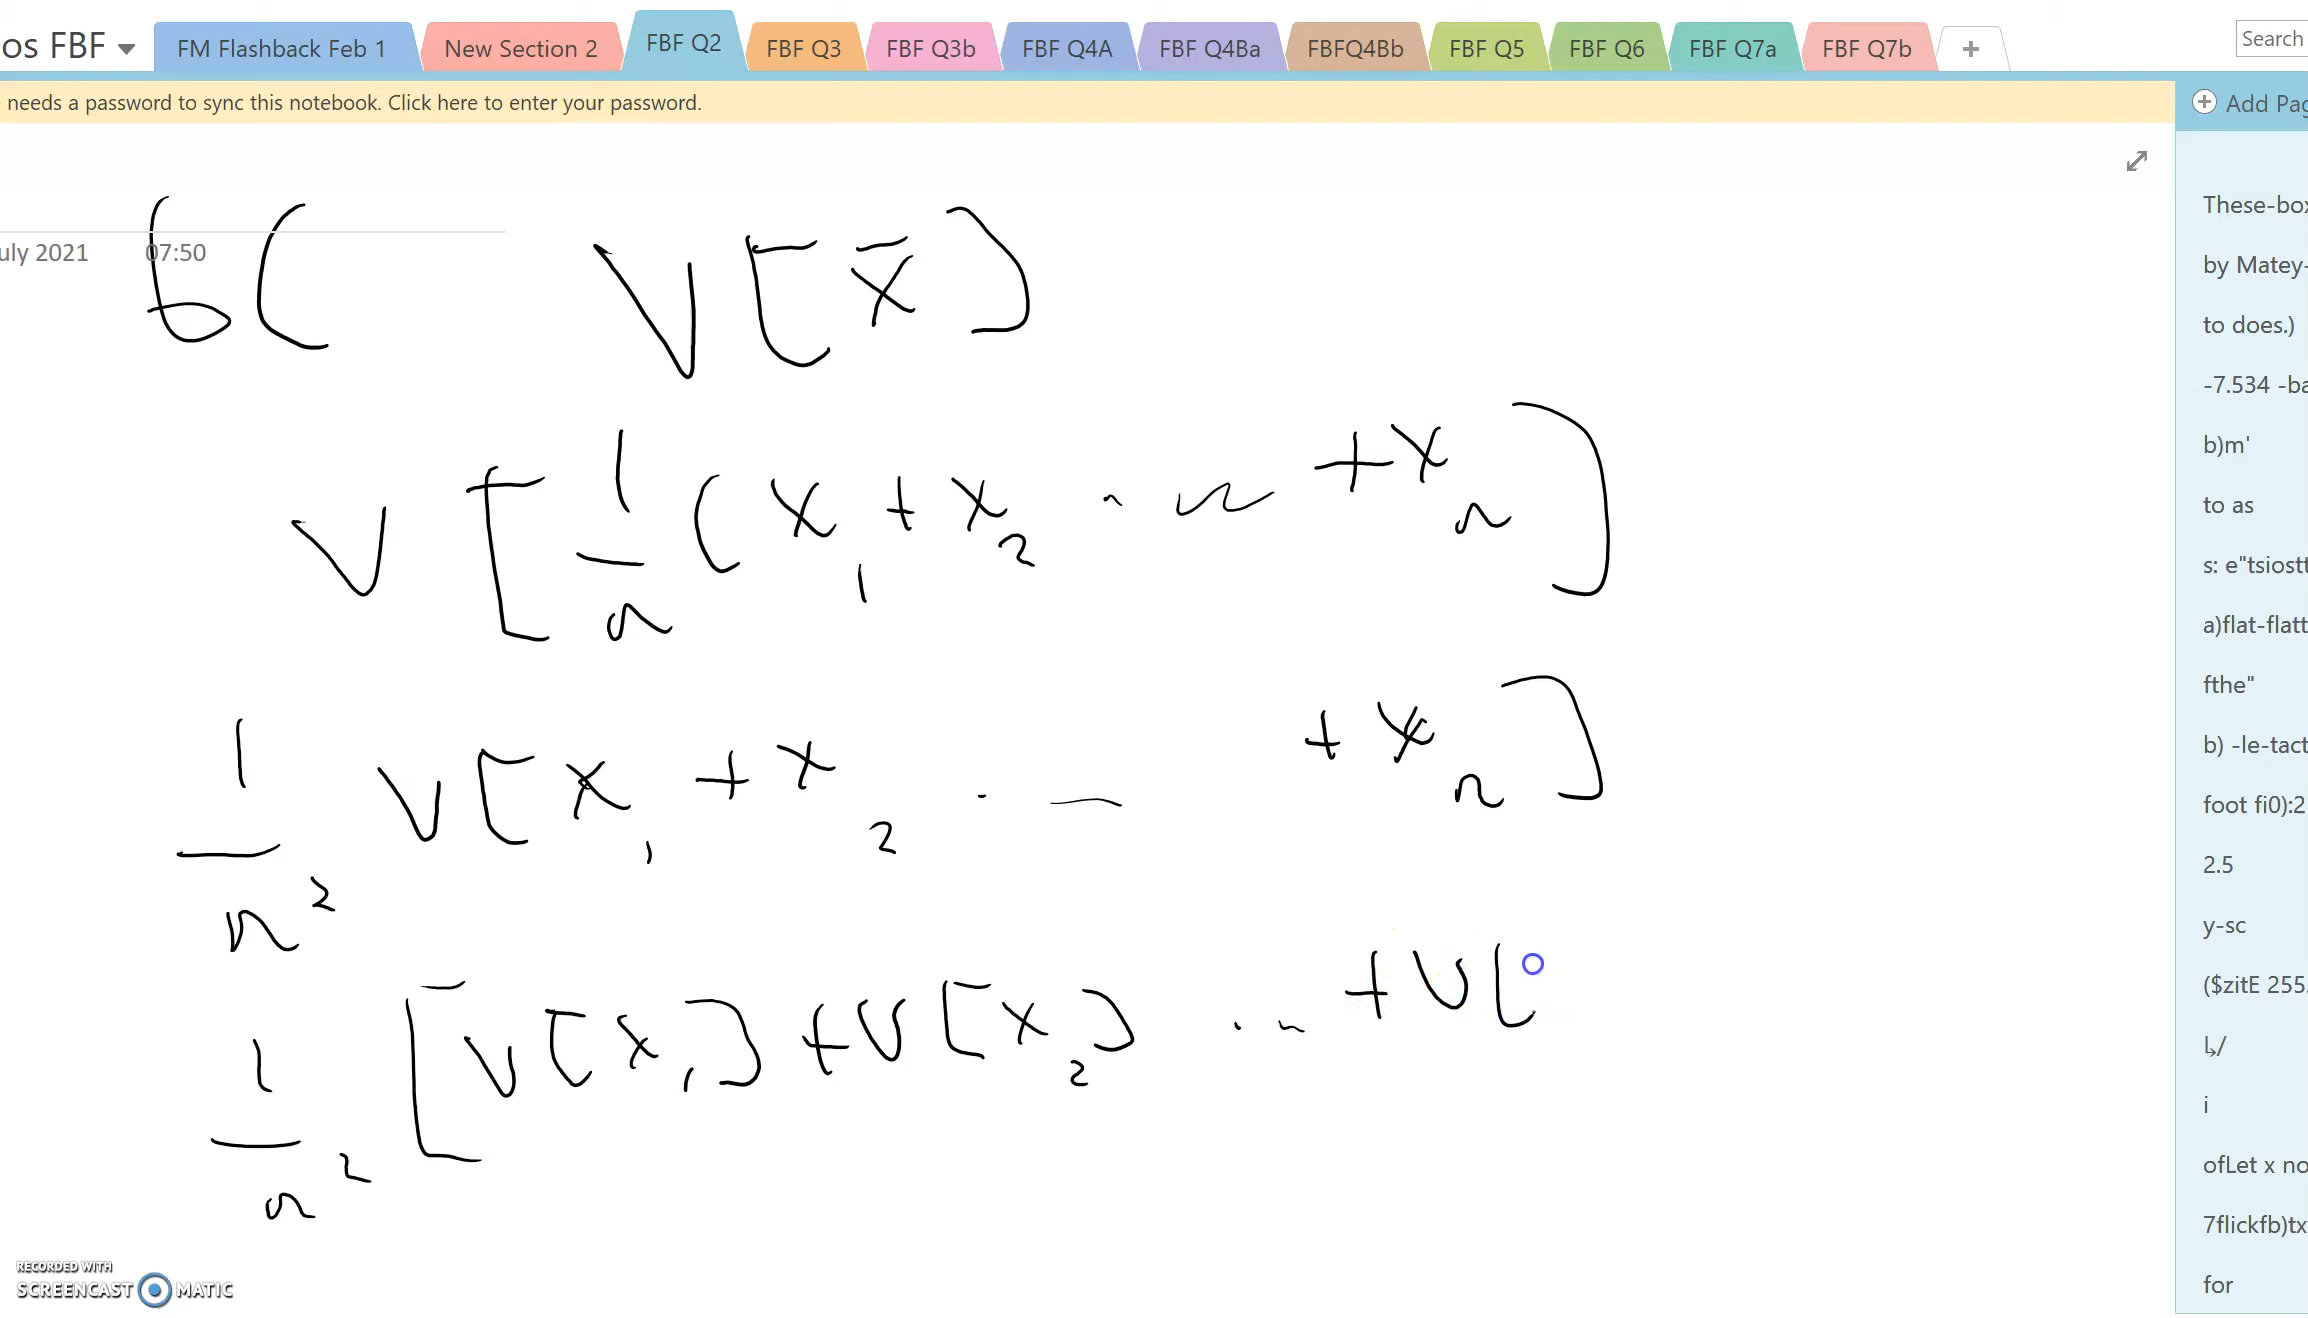 os FBF
FM Flashback Feb 1
New Section 2
FBF Q2
FBF Q3
FBF Q3b
FBF Q4A
FBF Q4Ba
FBFQ4Bb
FBF Q5
FBF Q6
FBF Q7a
FBF Q7b
+
Search
needs a password to sync this notebook. Click here to enter your password.
Add Pag
uly 2021 07:50
6( V[x̄]
V[1/n (x₁ + x₂ . ~ + xₙ]
1/n² V[x₁ + x₂ . – + xₙ]
1/n² [V[x₁] + V[x₂] . ~ + V[
These-box
by Matey-
to does.)
-7.534 -ba
b)m'
to as
s: e"tsiostt
a)flat-flatt
fthe"
b) -le-tact
foot fi0):2
2.5
y-sc
($zitE 255.
i
ofLet x no
7flickfb)tx
for
RECORDED WITH
SCREENCAST MATIC